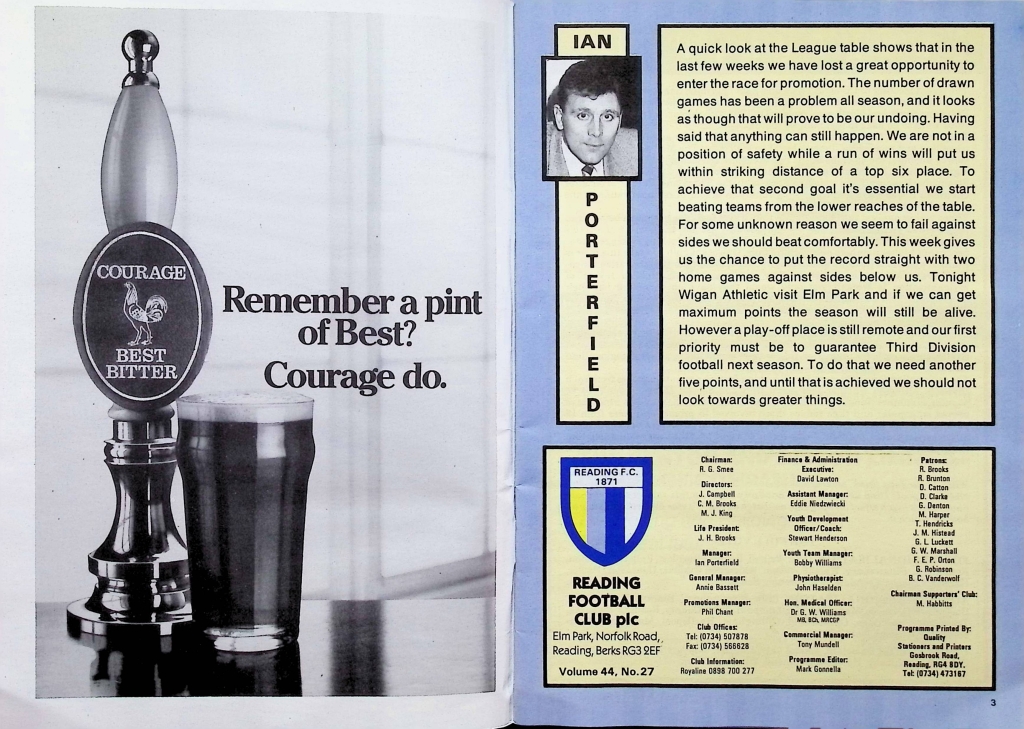 COURAGE
BEST
BITTER
Remember a pint
of Best?
Courage do.
IAN
PORTERFIELD
A quick look at the League table shows that in the
last few weeks we have lost a great opportunity to
enter the race for promotion. The number of drawn
games has been a problem all season, and it looks
as though that will prove to be our undoing. Having
said that anything can still happen. We are not in a
position of safety while a run of wins will put us
within striking distance of a top six place. To
achieve that second goal it's essential we start
beating teams from the lower reaches of the table.
For some unknown reason we seem to fail against
sides we should beat comfortably. This week gives
us the chance to put the record straight with two
home games against sides below us. Tonight
Wigan Athletic visit Elm Park and if we can get
maximum points the season will still be alive.
However a play-off place is still remote and our first
priority must be to guarantee Third Division
football next season. To do that we need another
five points, and until that is achieved we should not
look towards greater things.
READING F.C.
1871
READING
FOOTBALL
CLUB plc
Elm Park, Norfolk Road,
Reading, Berks RG3 2EF
Volume 44, No. 27
Chairman:
R. G. Smee
Directors:
J. Campbell
C. M. Brooks
M. J. King
Life President:
J. H. Brooks
Manager:
Ian Porterfield
General Manager:
Annie Bassett
Promotions Manager:
Phil Chant
Club Offices:
Tel: (0734) 507878
Fax: (0734) 566628
Club Information:
Royaline 0898 700 277
Finance & Administration
Executive:
David Lawton
Assistant Manager:
Eddie Niedzwiecki
Youth Development
Officer/Coach:
Stewart Henderson
Youth Team Manager:
Bobby Williams
Physiotherapist:
John Haselden
Hon. Medical Officer:
Dr G. W. Williams
MB, BCh, MRCGP
Commercial Manager:
Tony Mundell
Programme Editor:
Mark Gonnella
Patrons:
R. Brooks
R. Brunton
D. Catton
D. Clarke
G. Denton
M. Harper
T. Hendricks
J. M. Histead
G. L. Luckett
G. W. Marshall
F. E. P. Orton
G. Robinson
B. C. Vanderwolf
Chairman Supporters' Club:
M. Habbitts
Programme Printed By:
Quality
Stationers and Printers
Gosbrook Road,
Reading, RG4 8DY.
Tel: (0734) 473167
3